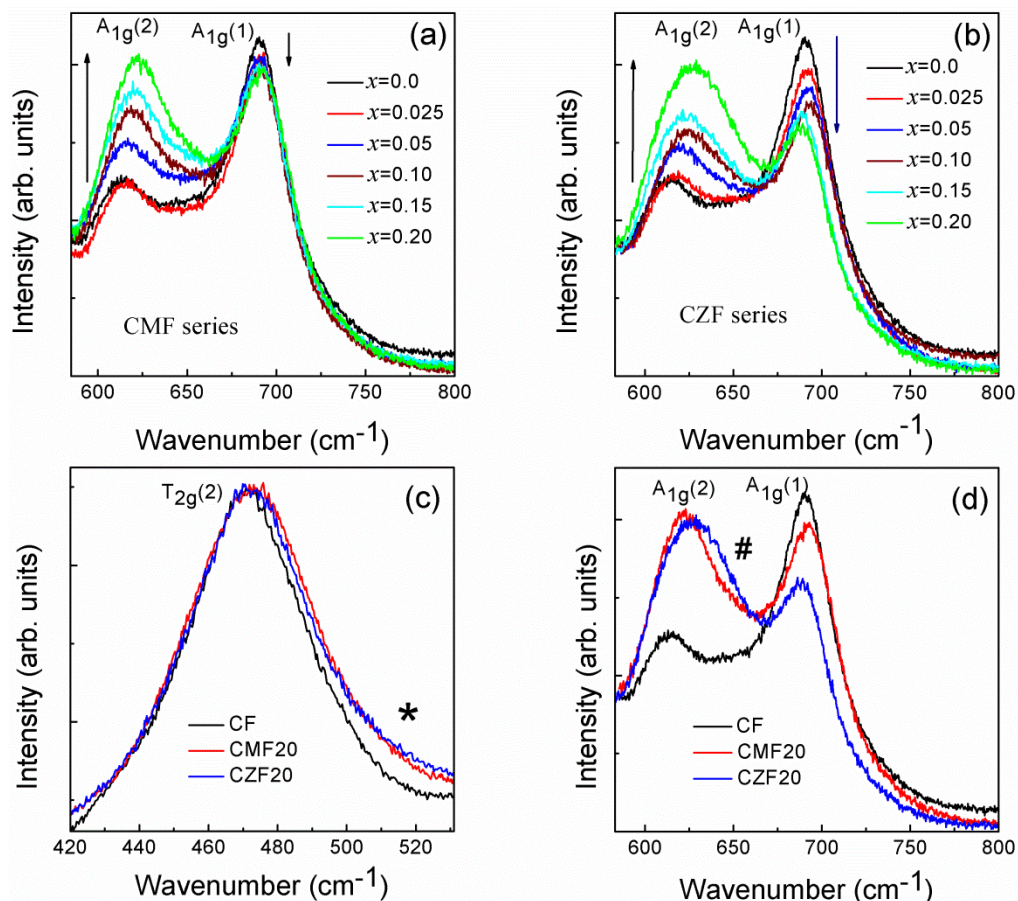 A1g(2)
A1g(1)
(a)
x=0.0
x=0.025
x=0.05
x=0.10
x=0.15
x=0.20
CMF series
Intensity (arb. units)
600 650 700 750 800
Wavenumber (cm-1)
A1g(2)
A1g(1)
(b)
x=0.0
x=0.025
x=0.05
x=0.10
x=0.15
x=0.20
CZF series
Intensity (arb. units)
600 650 700 750 800
Wavenumber (cm-1)
T2g(2)
(c)
*
CF
CMF20
CZF20
Intensity (arb. units)
420 440 460 480 500 520
Wavenumber (cm-1)
A1g(2)
A1g(1)
(d)
#
CF
CMF20
CZF20
Intensity (arb. units)
600 650 700 750 800
Wavenumber (cm-1)